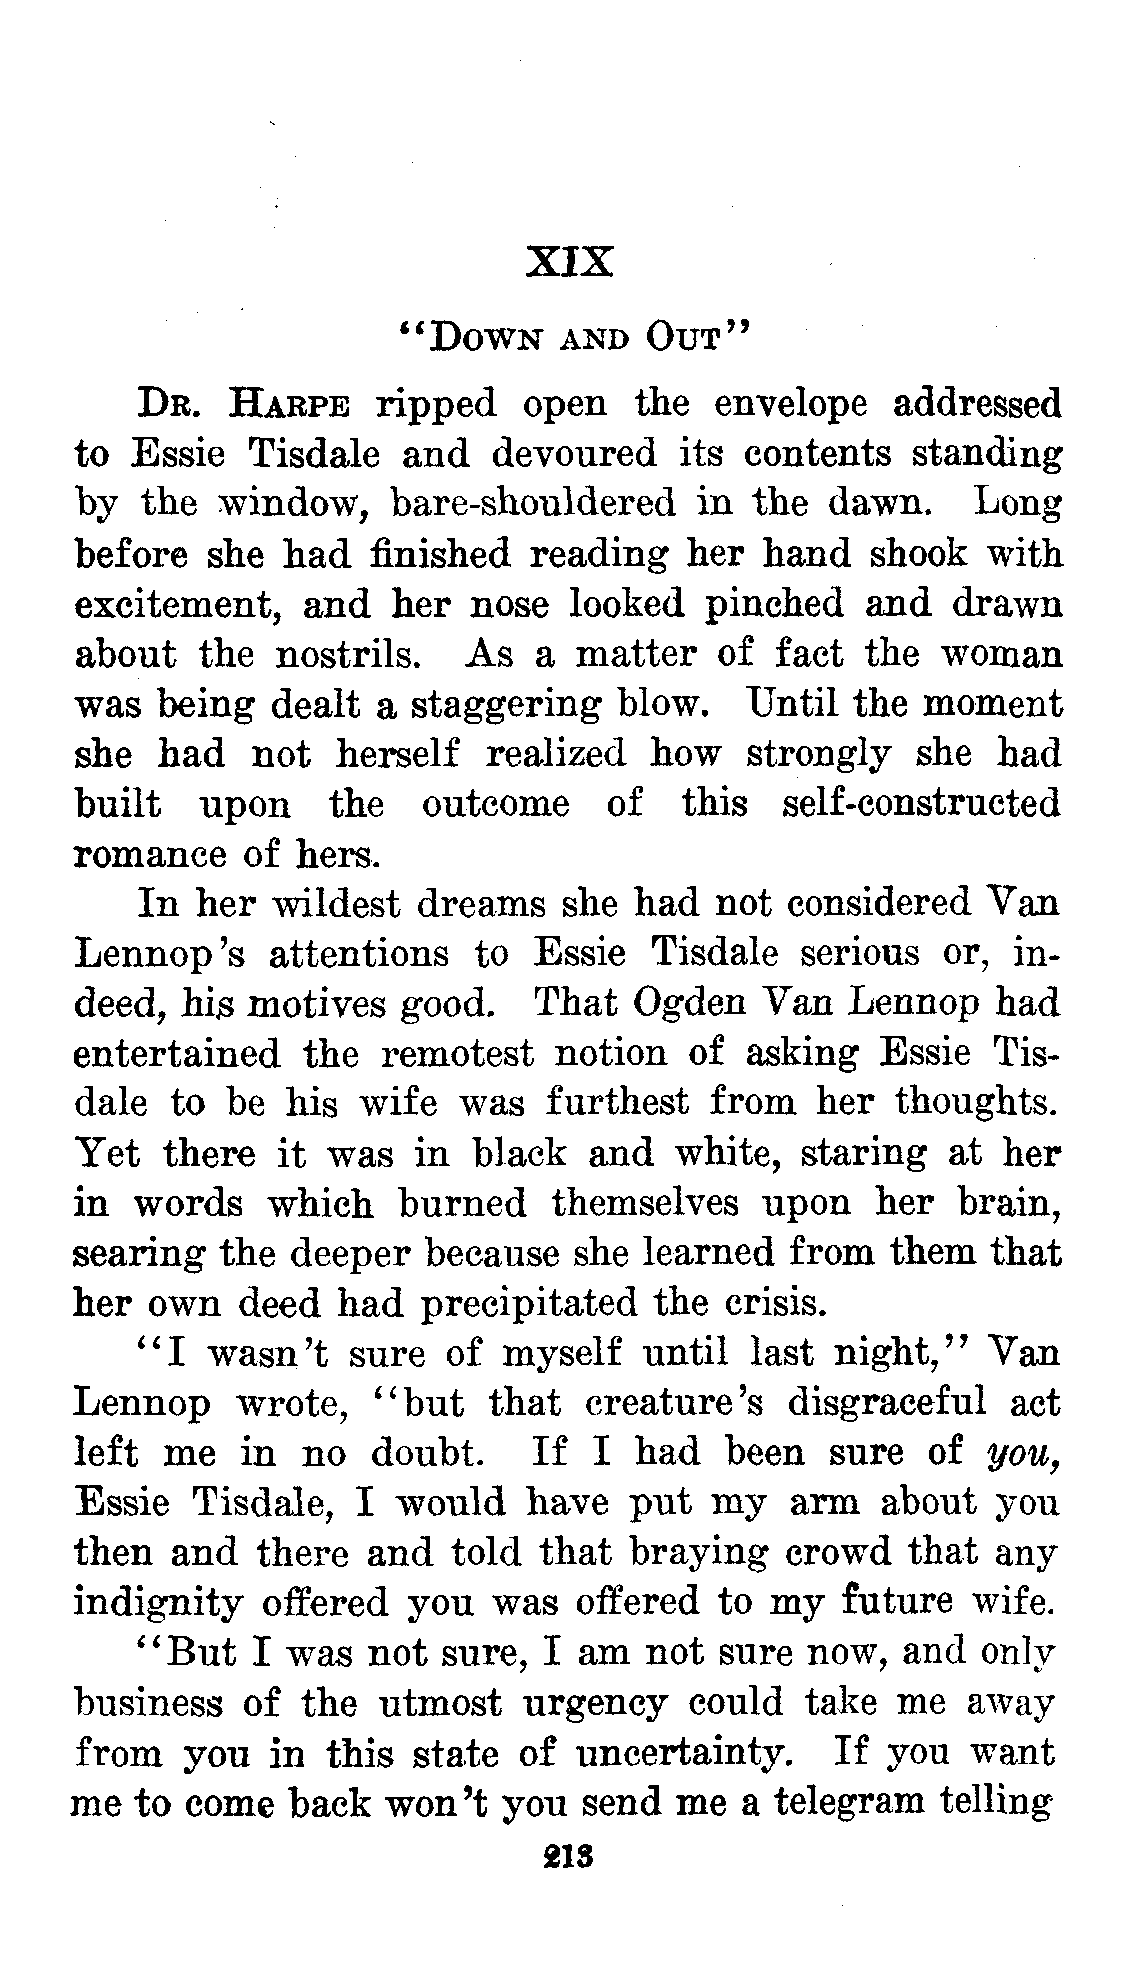 XIX
“Down and Out”
Dr. Harpe ripped open the envelope addressed
to Essie Tisdale and devoured its contents standing
by the window, bare-shouldered in the dawn. Long
before she had finished reading her hand shook with
excitement, and her nose looked pinched and drawn
about the nostrils. As a matter of fact the woman
was being dealt a staggering blow. Until the moment
she had not herself realized how strongly she had
built upon the outcome of this self-constructed
romance of hers.
In her wildest dreams she had not considered Van
Lennop's attentions to Essie Tisdale serious or, in-
deed, his motives good. That Ogden Van Lennop had
entertained the remotest notion of asking Essie Tis-
dale to be his wife was furthest from her thoughts.
Yet there it was in black and white, staring at her
in words which burned themselves upon her brain,
searing the deeper because she learned from them that
her own deed had precipitated the crisis.
“I wasn't sure of myself until last night,” Van
Lennop wrote, “but that creature's disgraceful act
left me in no doubt. If I had been sure of you,
Essie Tisdale, I would have put my arm about you
then and there and told that braying crowd that any
indignity offered you was offered to my future wife.
“But I was not sure, I am not sure now, and only
business of the utmost urgency could take me away
from you in this state of uncertainty. If you want
me to come back won't you send me a telegram telling
213